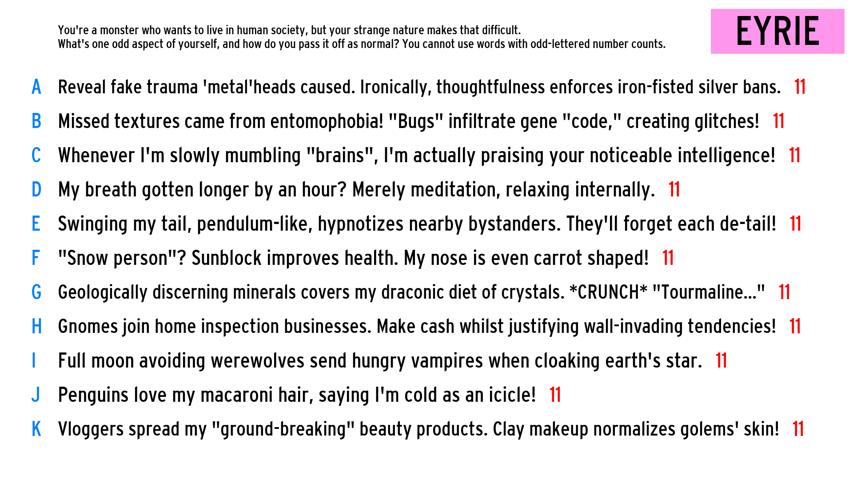 You're a monster who wants to live in human society, but your strange nature makes that difficult.
What's one odd aspect of yourself, and how do you pass it off as normal? You cannot use words with odd-lettered number counts.
EYRIE
A Reveal fake trauma 'metal'heads caused. Ironically, thoughtfulness enforces iron-fisted silver bans. 11
B Missed textures came from entomophobia! "Bugs" infiltrate gene "code," creating glitches! 11
C Whenever I'm slowly mumbling "brains", I'm actually praising your noticeable intelligence! 11
D My breath gotten longer by an hour? Merely meditation, relaxing internally. 11
E Swinging my tail, pendulum-like, hypnotizes nearby bystanders. They'll forget each de-tail! 11
F "Snow person"? Sunblock improves health. My nose is even carrot shaped! 11
G Geologically discerning minerals covers my draconic diet of crystals. *CRUNCH* "Tourmaline..." 11
H Gnomes join home inspection businesses. Make cash whilst justifying wall-invading tendencies! 11
I Full moon avoiding werewolves send hungry vampires when cloaking earth's star. 11
J Penguins love my macaroni hair, saying I'm cold as an icicle! 11
K Vloggers spread my "ground-breaking" beauty products. Clay makeup normalizes golems' skin! 11